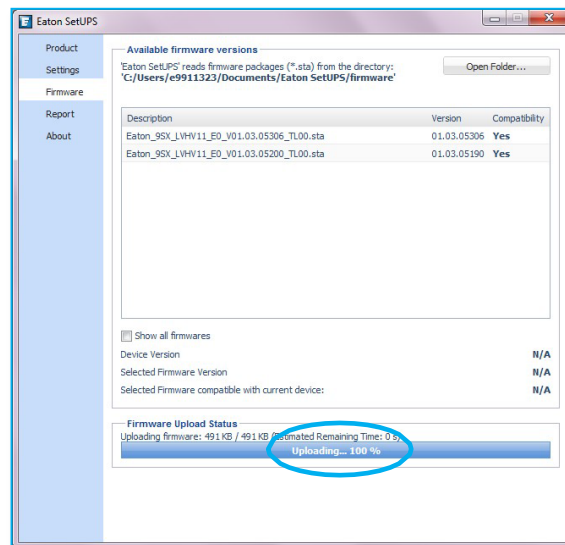 Eaton SetUPS
Product
Settings
Firmware
Report
About
Available firmware versions
'Eaton SetUPS' reads firmware packages (*.sta) from the directory:
'C:/Users/e9911323/Documents/Eaton SetUPS/firmware'
Open Folder...
Description Version Compatibility
Eaton_9SX_LVHV11_E0_V01.03.05306_TL00.sta 01.03.05306 Yes
Eaton_9SX_LVHV11_E0_V01.03.05200_TL00.sta 01.03.05190 Yes
Show all firmwares
Device Version N/A
Selected Firmware Version N/A
Selected Firmware compatible with current device: N/A
Firmware Upload Status
Uploading firmware: 491 KB / 491 KB (Estimated Remaining Time: 0 s)
Uploading... 100 %